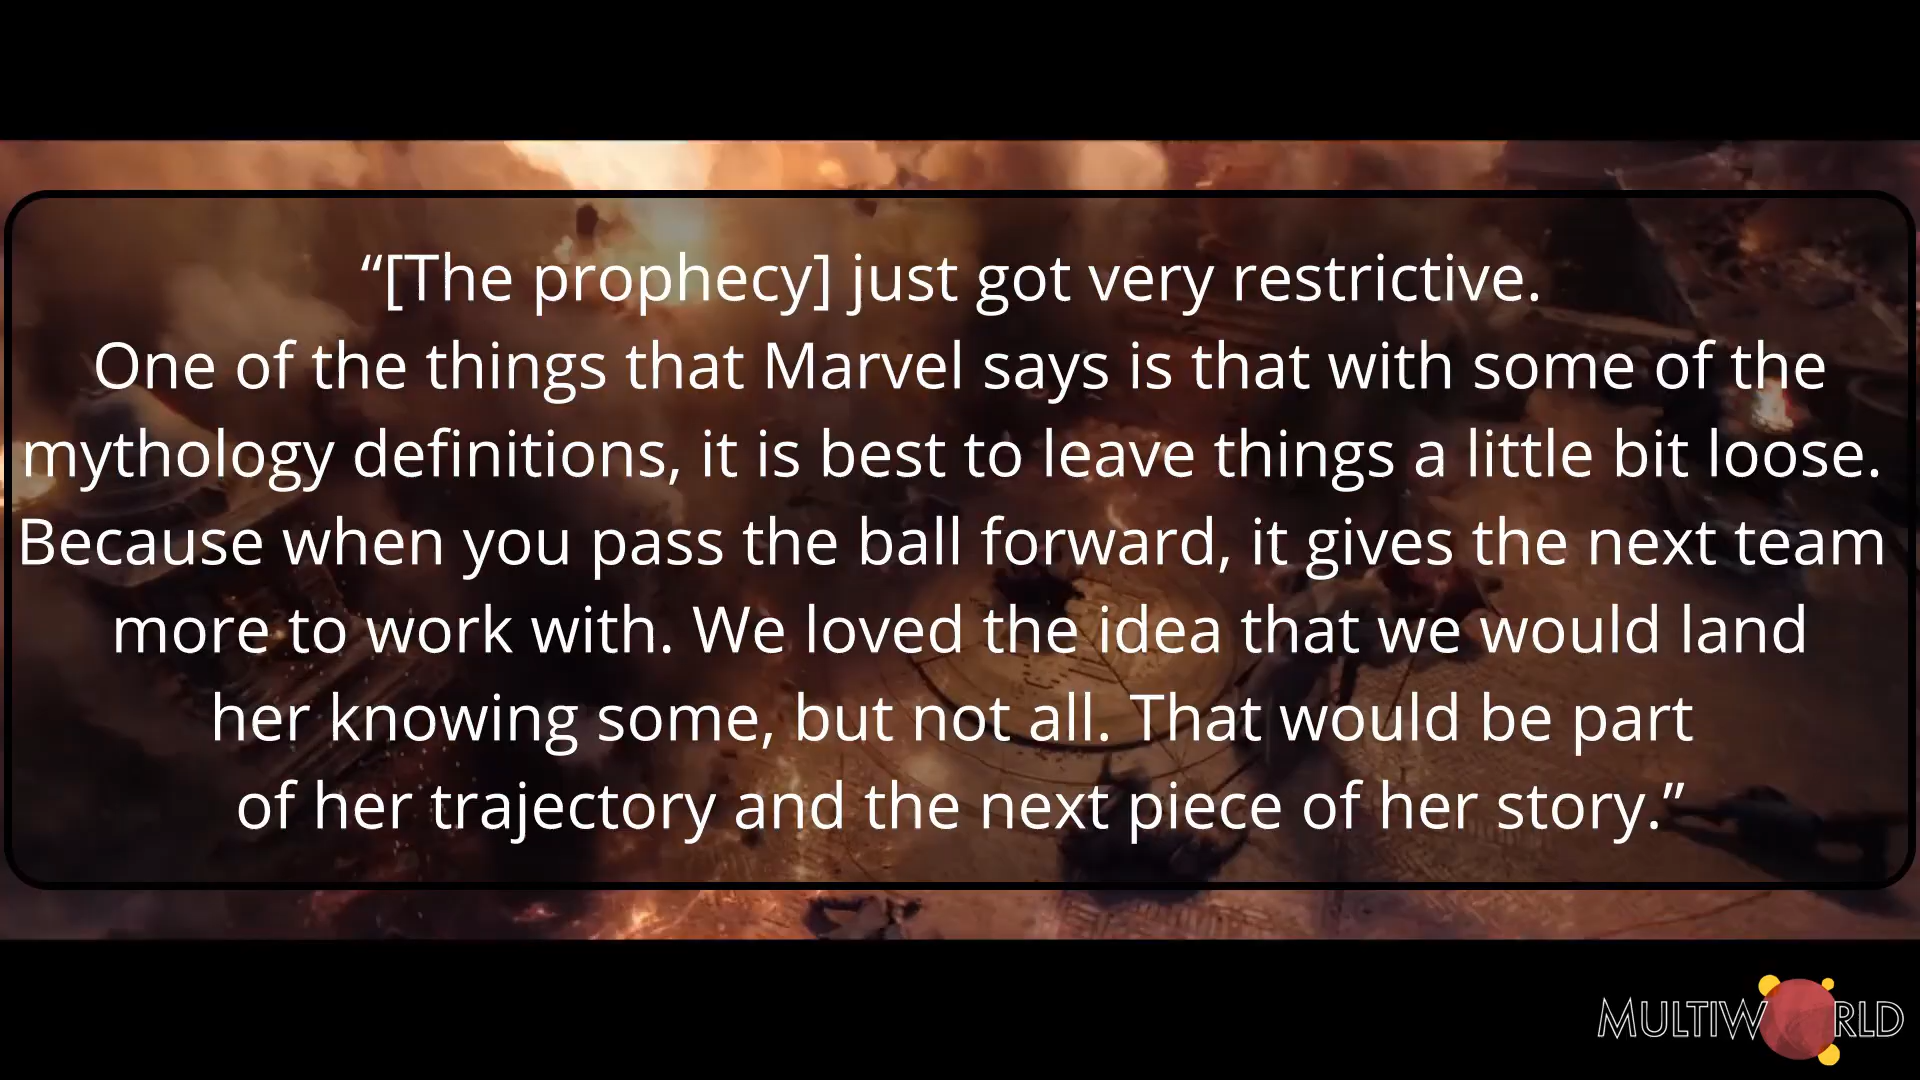 “[The prophecy] just got very restrictive.
One of the things that Marvel says is that with some of the
mythology definitions, it is best to leave things a little bit loose.
Because when you pass the ball forward, it gives the next team
more to work with. We loved the idea that we would land
her knowing some, but not all. That would be part
of her trajectory and the next piece of her story.”
MULTIWORLD